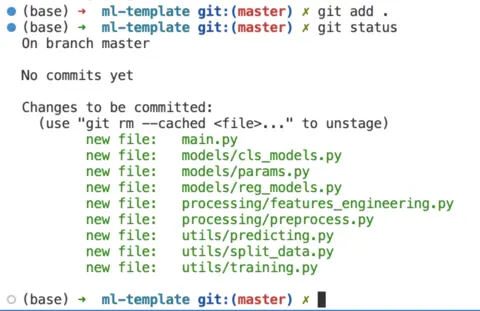 (base) → ml-template git:(master) ✗ git add .
(base) → ml-template git:(master) ✗ git status
On branch master
No commits yet
Changes to be committed:
(use "git rm --cached <file>..." to unstage)
new file: main.py
new file: models/cls_models.py
new file: models/params.py
new file: models/reg_models.py
new file: processing/features_engineering.py
new file: processing/preprocess.py
new file: utils/predicting.py
new file: utils/split_data.py
new file: utils/training.py
(base) → ml-template git:(master) ✗